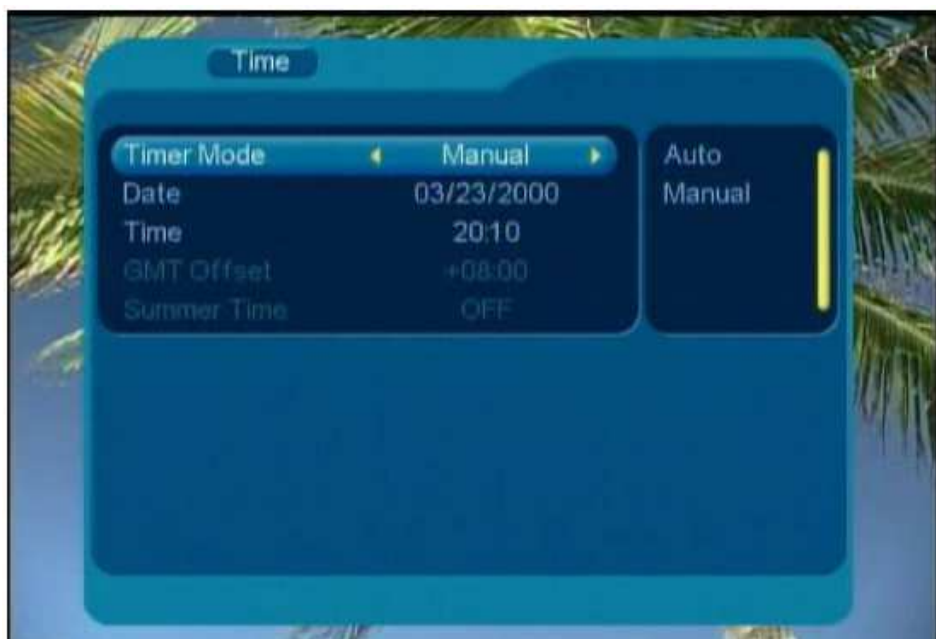 Time
Timer Mode Manual
Date 03/23/2000
Time 20:10
GMT Offset +08:00
Summer Time OFF
Auto
Manual